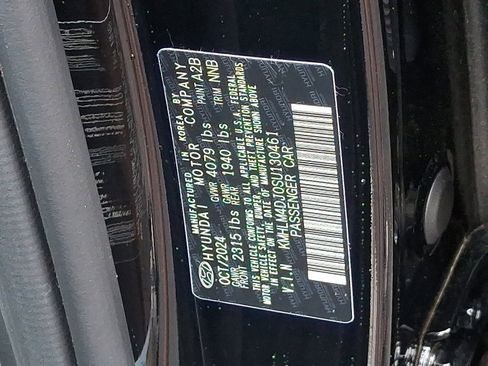 MANUFACTURED IN KOREA BY
HYUNDAI MOTOR COMPANY
OCT/2024 GVWR 4079 lbs PAINT A2B
GAWR FRONT 2315 lbs GAWR REAR 1940 lbs TRIM NNB
THIS VEHICLE CONFORMS TO ALL APPLICABLE U.S.A. FEDERAL
MOTOR VEHICLE SAFETY, BUMPER, AND THEFT PREVENTION STANDARDS
IN EFFECT ON THE DATE OF MANUFACTURE SHOWN ABOVE
V.I.N. KMHLM4DJ0SU130461
PASSENGER CAR